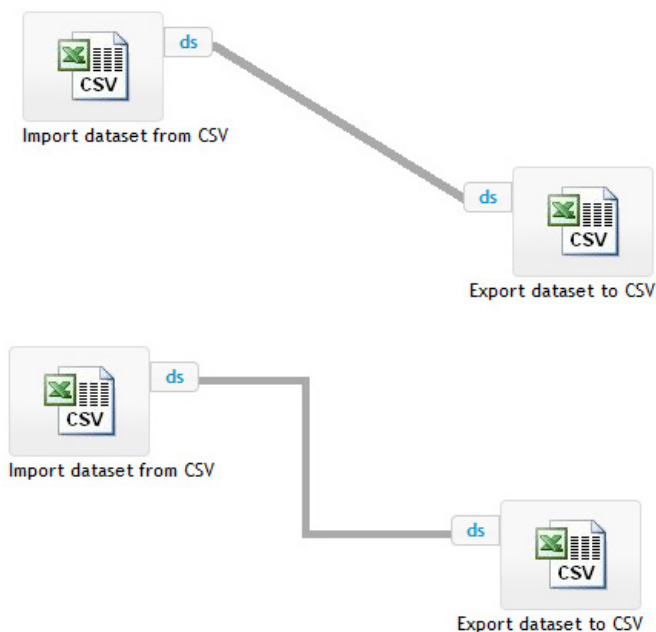 ds
CSV
Import dataset from CSV
ds
CSV
Export dataset to CSV
ds
CSV
Import dataset from CSV
ds
CSV
Export dataset to CSV